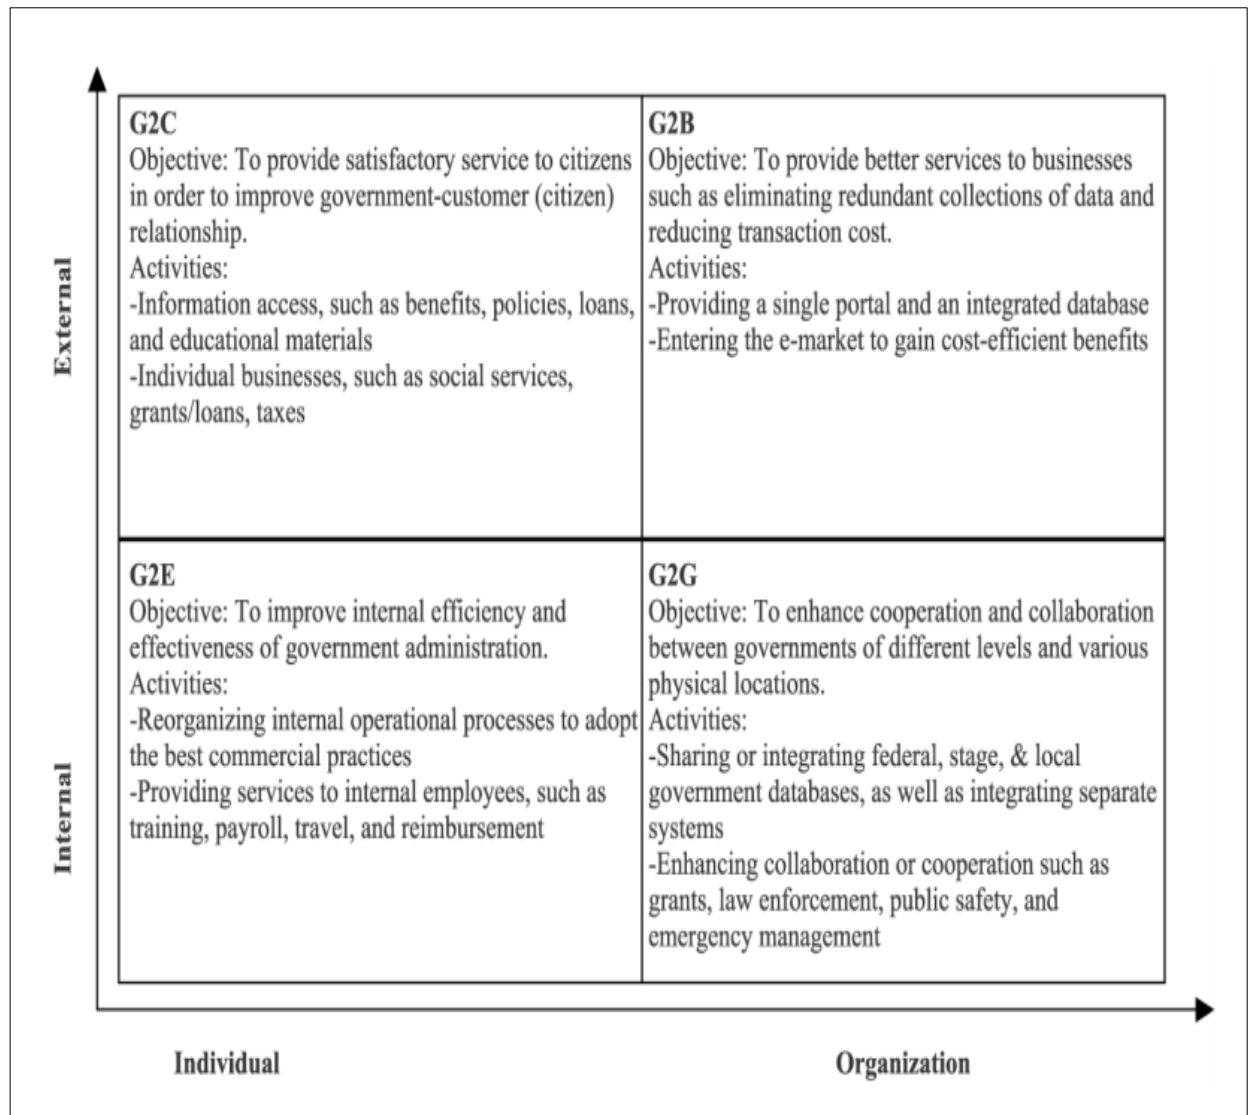 G2C
Objective: To provide satisfactory service to citizens
in order to improve government-customer (citizen)
relationship.
Activities:
-Information access, such as benefits, policies, loans,
and educational materials
-Individual businesses, such as social services,
grants/loans, taxes
G2B
Objective: To provide better services to businesses
such as eliminating redundant collections of data and
reducing transaction cost.
Activities:
-Providing a single portal and an integrated database
-Entering the e-market to gain cost-efficient benefits
External
G2E
Objective: To improve internal efficiency and
effectiveness of government administration.
Activities:
-Reorganizing internal operational processes to adopt
the best commercial practices
-Providing services to internal employees, such as
training, payroll, travel, and reimbursement
G2G
Objective: To enhance cooperation and collaboration
between governments of different levels and various
physical locations.
Activities:
-Sharing or integrating federal, stage, & local
government databases, as well as integrating separate
systems
-Enhancing collaboration or cooperation such as
grants, law enforcement, public safety, and
emergency management
Internal
Individual
Organization